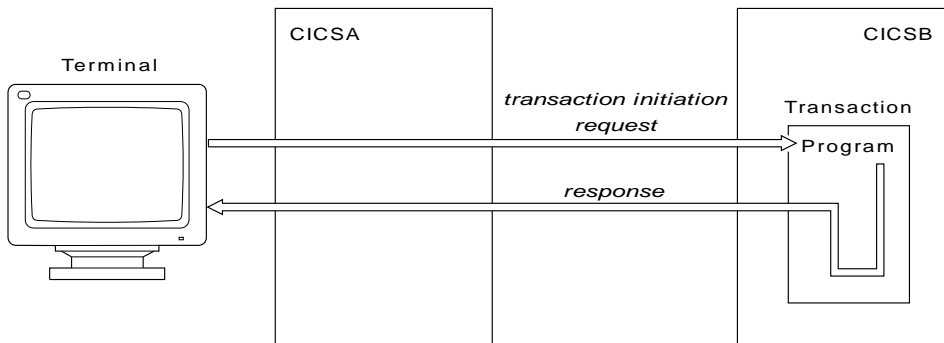 CICSA
CICSB
Terminal
transaction initiation
request
Transaction
Program
response